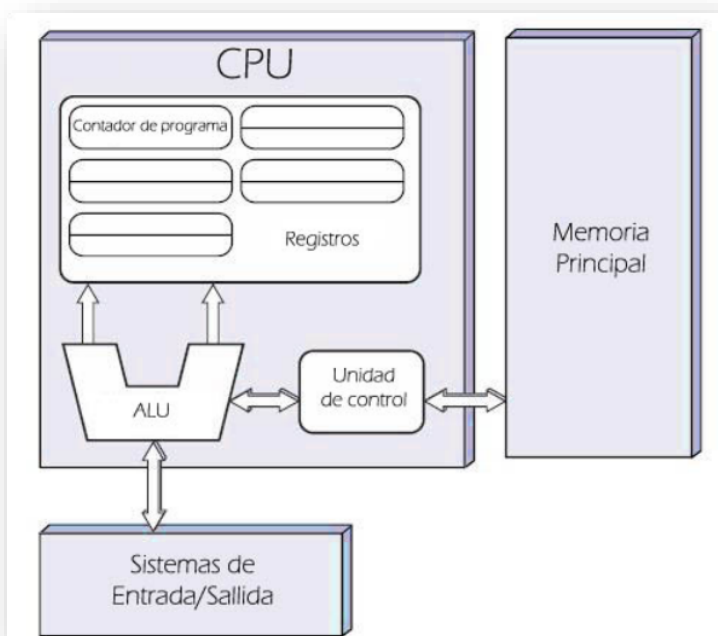 CPU
Contador de programa
Registros
Memoria
Principal
Unidad
de control
ALU
Sistemas de
Entrada/Sallida